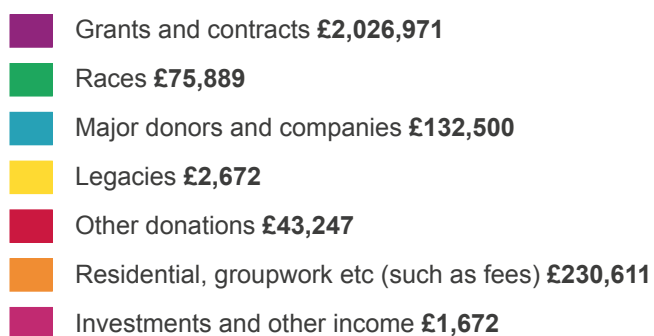 Grants and contracts £2,026,971
Races £75,889
Major donors and companies £132,500
Legacies £2,672
Other donations £43,247
Residential, groupwork etc (such as fees) £230,611
Investments and other income £1,672